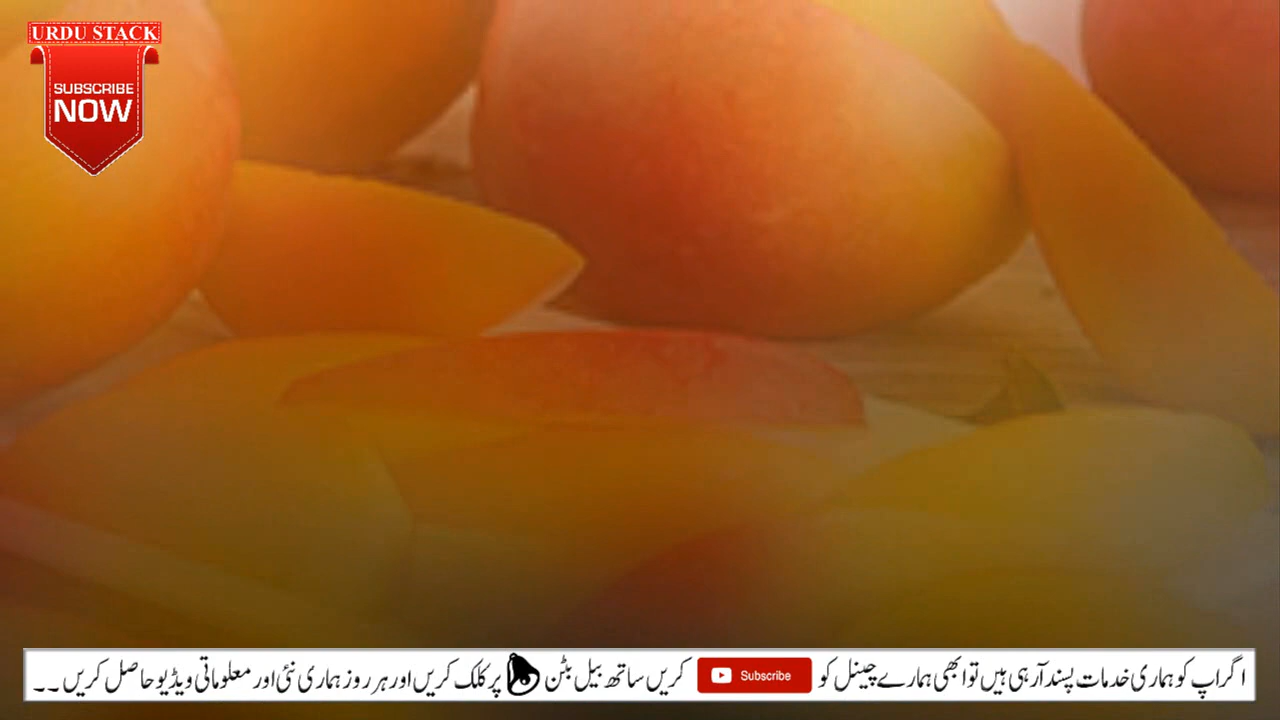 URDU STACK
SUBSCRIBE
NOW
اگر اپ کو ہماری خدمات پسند آرہی ہیں تو ابھی ہمارے چینل کو Subscribe کریں ساتھ بیل بٹن پر کلک کریں اور ہر روز ہماری نئی اور معلوماتی ویڈیو حاصل کریں ۔۔